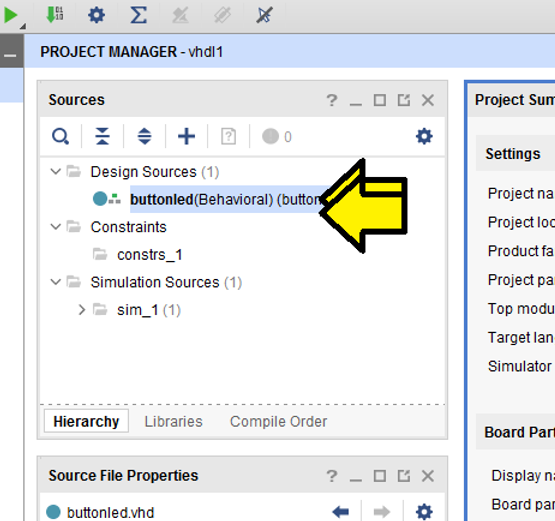 01
10
PROJECT MANAGER - vhdl1
Sources
?
? 0
Design Sources (1)
buttonled(Behavioral) (button
Constraints
constrs_1
Simulation Sources (1)
sim_1 (1)
Hierarchy Libraries Compile Order
Source File Properties
?
buttonled.vhd
Project Sum
Settings
Project na
Project loc
Product fa
Project pa
Top modu
Target lan
Simulator
Board Part
Display na
Board par